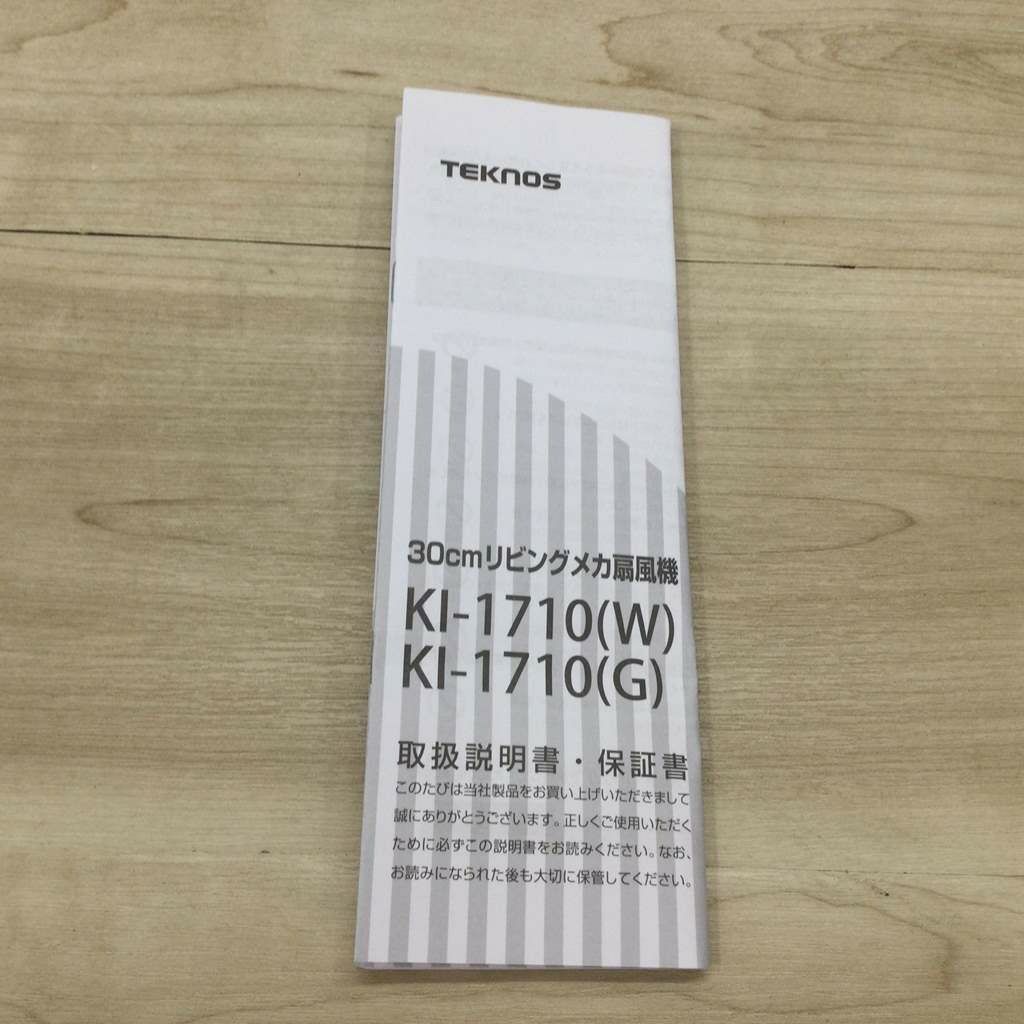 TEKNOS
30cmリビングメカ扇風機
KI-1710(W)
KI-1710(G)
取扱説明書・保証書
このたびは当社製品をお買い上げいただきまして
誠にありがとうございます。正しくご使用いただく
ために必ずこの説明書をお読みください。なお、
お読みになられた後も大切に保管してください。